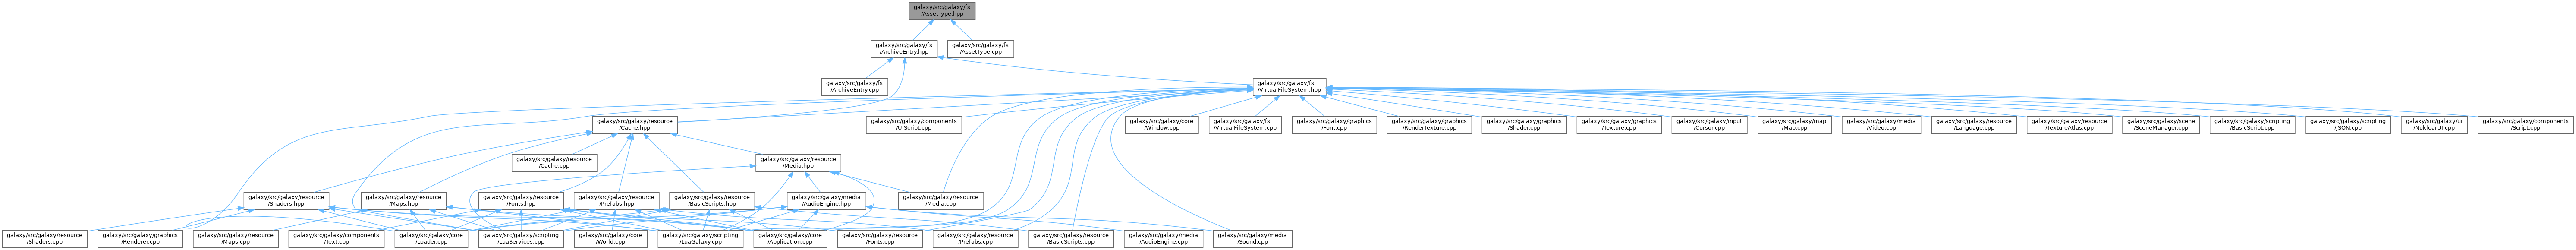 galaxy/src/galaxy/fs
/AssetType.hpp
galaxy/src/galaxy/fs
/ArchiveEntry.hpp
galaxy/src/galaxy/fs
/AssetType.cpp
galaxy/src/galaxy/fs
/ArchiveEntry.cpp
galaxy/src/galaxy/fs
/VirtualFileSystem.hpp
galaxy/src/galaxy/resource
/Cache.hpp
galaxy/src/galaxy/components
/UIScript.cpp
galaxy/src/galaxy/core
/Window.cpp
galaxy/src/galaxy/fs
/VirtualFileSystem.cpp
galaxy/src/galaxy/graphics
/Font.cpp
galaxy/src/galaxy/graphics
/RenderTexture.cpp
galaxy/src/galaxy/graphics
/Shader.cpp
galaxy/src/galaxy/graphics
/Texture.cpp
galaxy/src/galaxy/input
/Cursor.cpp
galaxy/src/galaxy/map
/Map.cpp
galaxy/src/galaxy/media
/Video.cpp
galaxy/src/galaxy/resource
/Language.cpp
galaxy/src/galaxy/resource
/TextureAtlas.cpp
galaxy/src/galaxy/scene
/SceneManager.cpp
galaxy/src/galaxy/scripting
/BasicScript.cpp
galaxy/src/galaxy/scripting
/JSON.cpp
galaxy/src/galaxy/ui
/NuklearUI.cpp
galaxy/src/galaxy/components
/Script.cpp
galaxy/src/galaxy/resource
/Cache.cpp
galaxy/src/galaxy/resource
/Media.hpp
galaxy/src/galaxy/resource
/Shaders.hpp
galaxy/src/galaxy/resource
/Maps.hpp
galaxy/src/galaxy/resource
/Fonts.hpp
galaxy/src/galaxy/resource
/Prefabs.hpp
galaxy/src/galaxy/resource
/BasicScripts.hpp
galaxy/src/galaxy/media
/AudioEngine.hpp
galaxy/src/galaxy/resource
/Media.cpp
galaxy/src/galaxy/resource
/Shaders.cpp
galaxy/src/galaxy/graphics
/Renderer.cpp
galaxy/src/galaxy/resource
/Maps.cpp
galaxy/src/galaxy/components
/Text.cpp
galaxy/src/galaxy/core
/Loader.cpp
galaxy/src/galaxy/scripting
/LuaServices.cpp
galaxy/src/galaxy/core
/World.cpp
galaxy/src/galaxy/scripting
/LuaGalaxy.cpp
galaxy/src/galaxy/core
/Application.cpp
galaxy/src/galaxy/resource
/Fonts.cpp
galaxy/src/galaxy/resource
/Prefabs.cpp
galaxy/src/galaxy/resource
/BasicScripts.cpp
galaxy/src/galaxy/media
/AudioEngine.cpp
galaxy/src/galaxy/media
/Sound.cpp